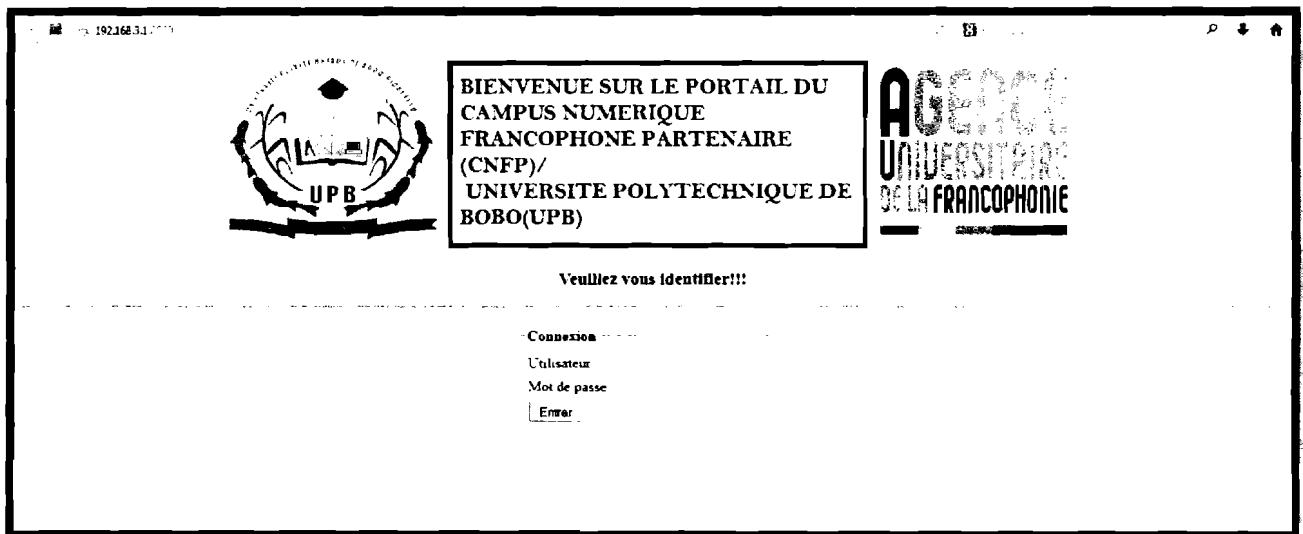 192.168.3.1
UPB
BIENVENUE SUR LE PORTAIL DU
CAMPUS NUMERIQUE
FRANCOPHONE PARTENAIRE
(CNFP)/
UNIVERSITE POLYTECHNIQUE DE
BOBO(UPB)
AGENCE
UNIVERSITAIRE
DE LA FRANCOPHONIE
Veuillez vous identifier!!!
Connexion
Utilisateur
Mot de passe
Entrer